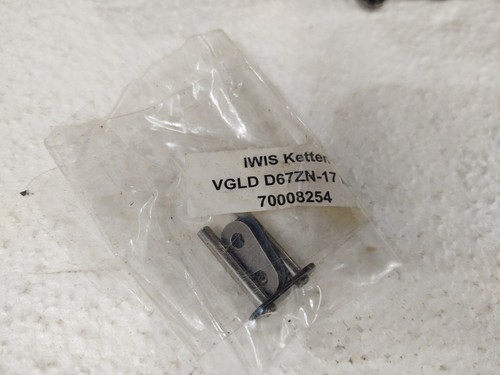 IWIS Ketten
VGLD D67ZN-17
70008254